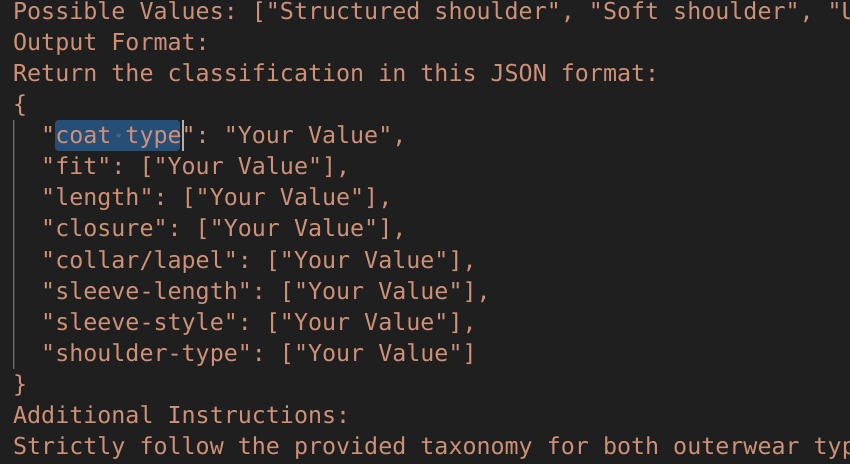 Possible Values: ["Structured shoulder", "Soft shoulder",
Output Format:
Return the classification in this JSON format:
{
"coat type": "Your Value",
"fit": ["Your Value"],
"length": ["Your Value"],
"closure": ["Your Value"],
"collar/lapel": ["Your Value"],
"sleeve-length": ["Your Value"],
"sleeve-style": ["Your Value"],
"shoulder-type": ["Your Value"]
}
Additional Instructions:
Strictly follow the provided taxonomy for both outerwear